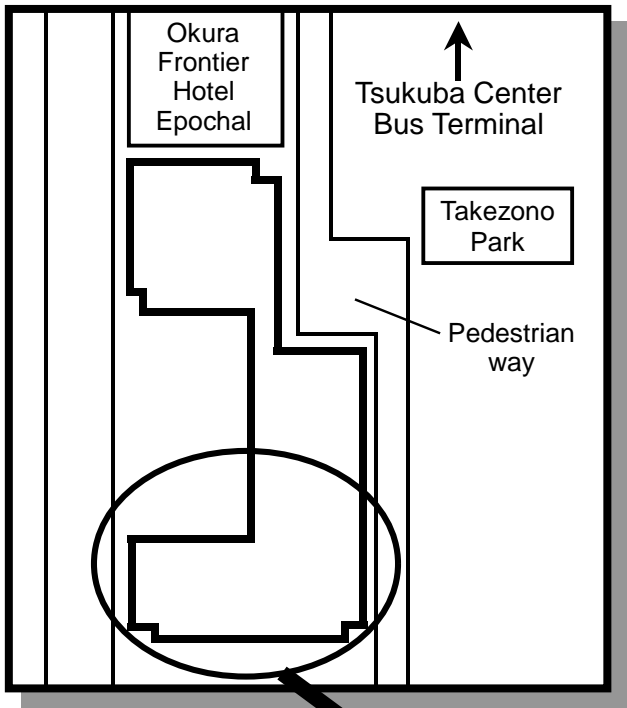 Okura
Frontier
Hotel
Epochal
Tsukuba Center
Bus Terminal
Takezono
Park
Pedestrian
way